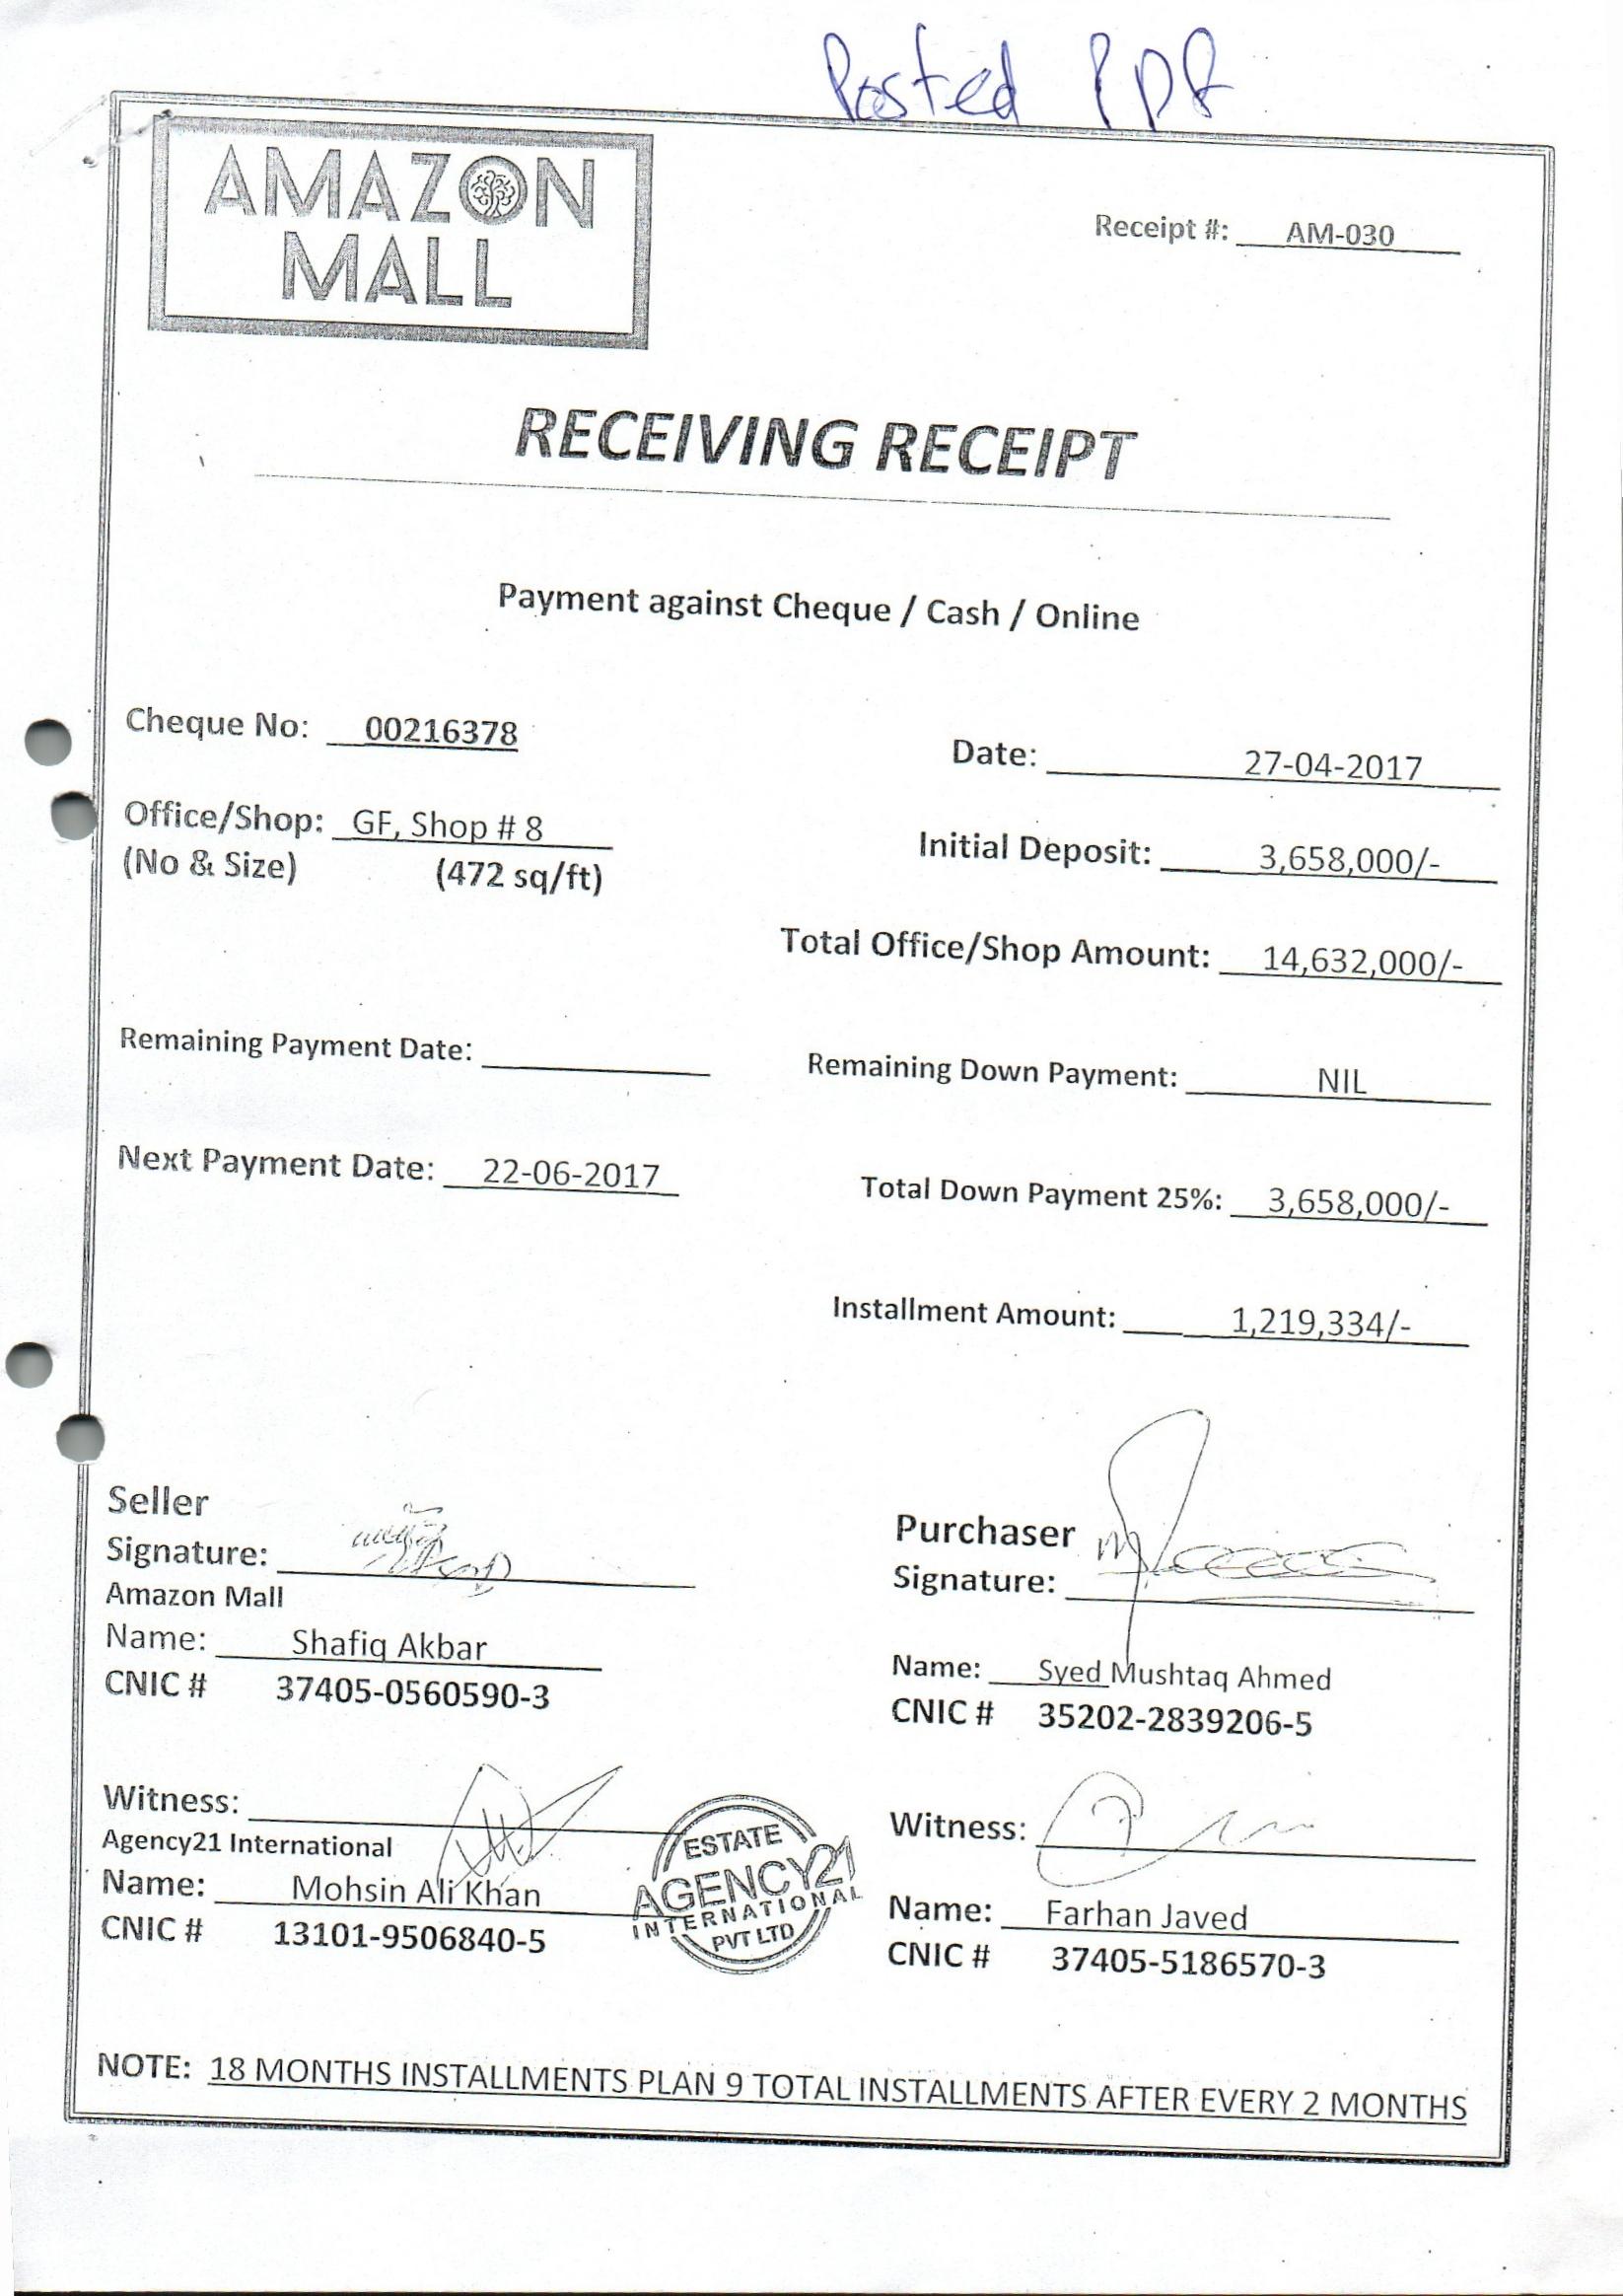 Posted
AMAZON
MALL
Receipt #: AM-030
RECEIVING RECEIPT
Payment against Cheque / Cash / Online
Cheque No: 00216378
Date: 27-04-2017
Office/Shop: GF, Shop # 8
(No & Size) (472 sq/ft)
Initial Deposit: 3,658,000/-
Total Office/Shop Amount: 14,632,000/-
Remaining Payment Date:
Remaining Down Payment: NIL
Next Payment Date: 22-06-2017
Total Down Payment 25%: 3,658,000/-
Installment Amount: 1,219,334/-
Seller
Signature:
Amazon Mall
Name: Shafiq Akbar
CNIC # 37405-0560590-3
Purchaser
Signature:
Name: Syed Mushtaq Ahmed
CNIC # 35202-2839206-5
Witness:
Agency21 International
Name: Mohsin Ali Khan
CNIC # 13101-9506840-5
ESTATE
AGENCY21
INTERNATIONAL
PVT LTD
Witness:
Name: Farhan Javed
CNIC # 37405-5186570-3
NOTE: 18 MONTHS INSTALLMENTS PLAN 9 TOTAL INSTALLMENTS AFTER EVERY 2 MONTHS